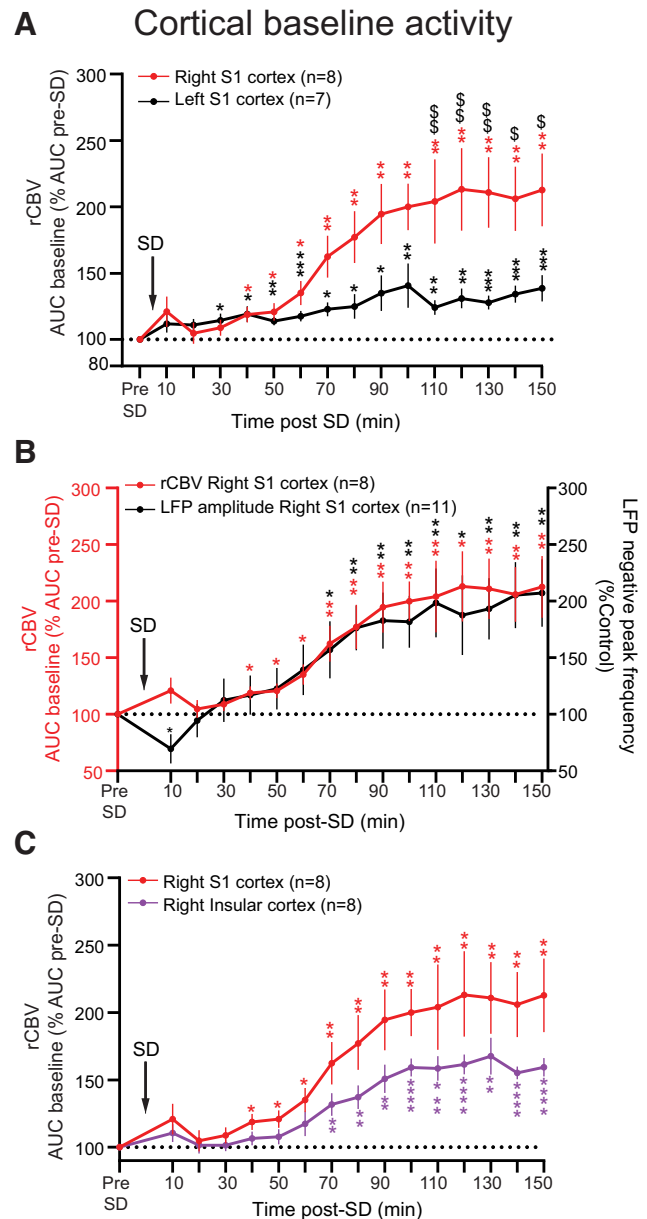 A Cortical baseline activity
300
250
200
150
100
80
rCBV
AUC baseline (% AUC pre-SD)
Right S1 cortex (n=8)
Left S1 cortex (n=7)
SD
$$ $$ $$ $ $
** ** ** ** **
* * * * ** ** ** ** **
* * ** *** * * * ** ** ** *** *** ***
Pre SD 10 30 50 70 90 110 130 150
Time post SD (min)
B
300
250
200
150
100
50
rCBV
AUC baseline (% AUC pre-SD)
rCBV Right S1 cortex (n=8)
LFP amplitude Right S1 cortex (n=11)
SD
* ** ** ** ** * ** ** **
* * * ** ** ** ** ** * ** ** **
*
300
250
200
150
100
50
LFP negative peak frequency
(%Control)
Pre SD 10 30 50 70 90 110 130 150
Time post-SD (min)
C
300
250
200
150
100
rCBV
AUC baseline (% AUC pre-SD)
Right S1 cortex (n=8)
Right Insular cortex (n=8)
SD
* * * ** ** ** ** ** ** ** ** **
** ** ** **** *** **** ** **** ****
Pre SD 10 30 50 70 90 110 130 150
Time post-SD (min)